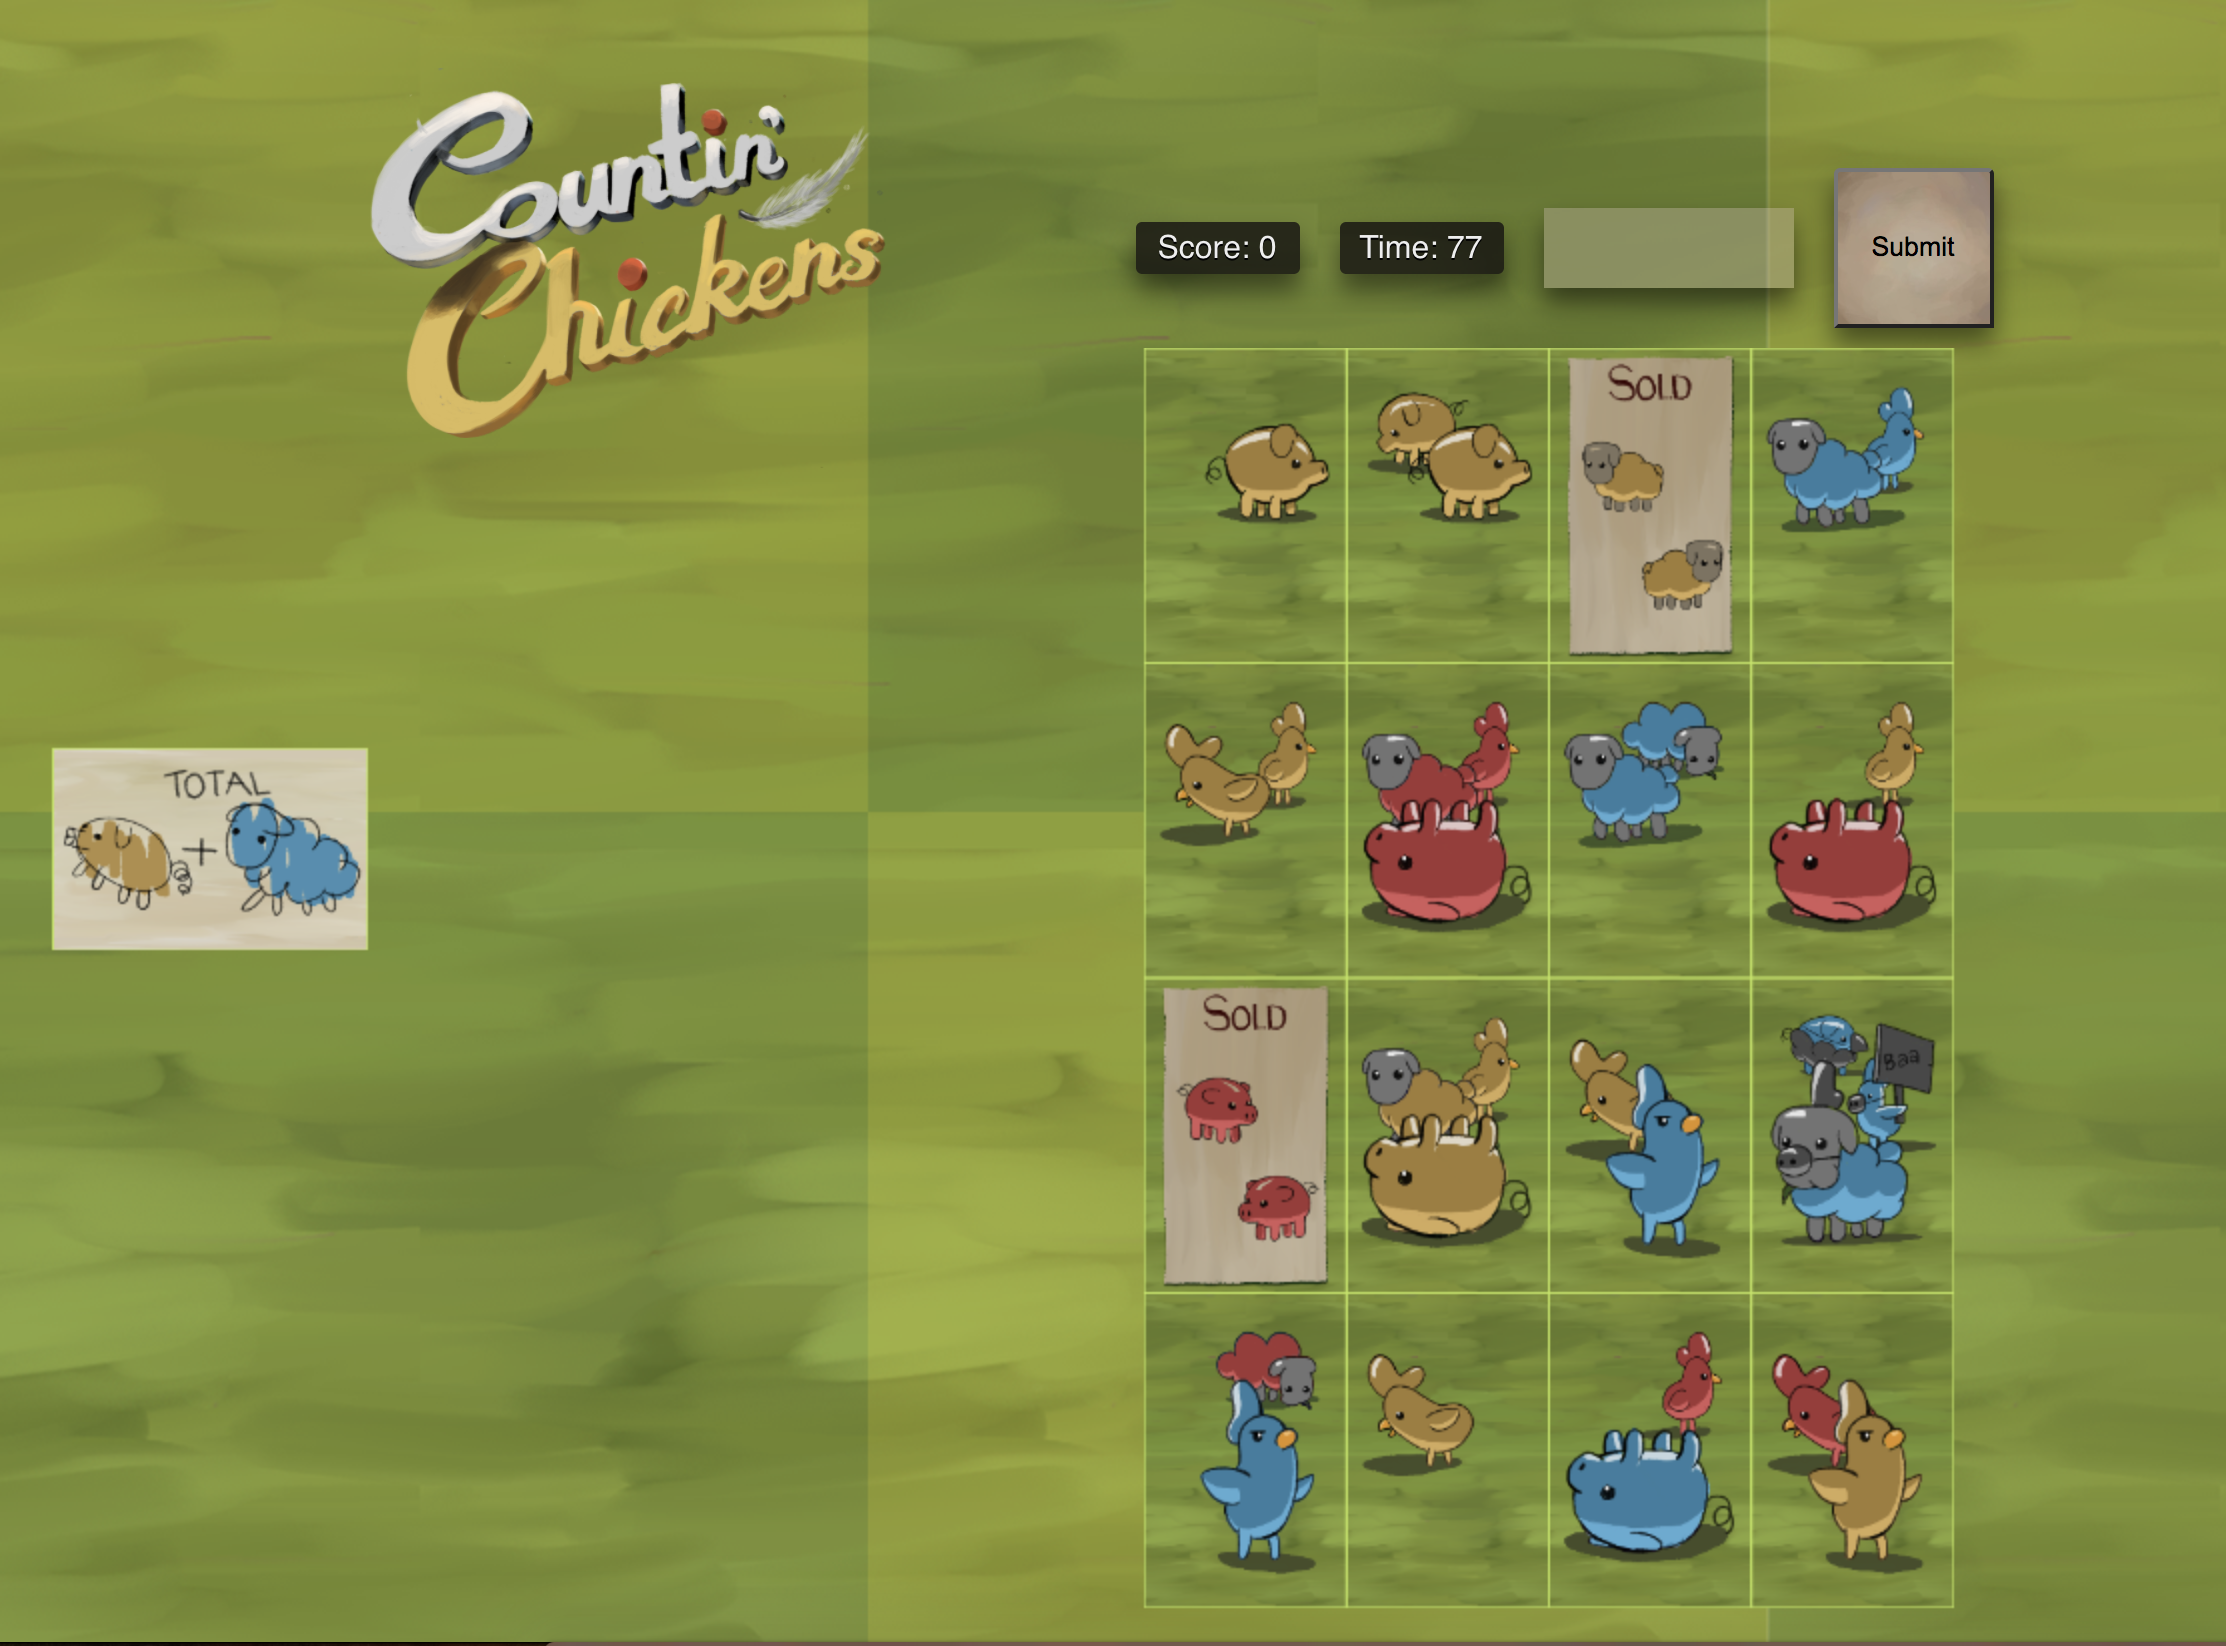 Countin'
Chickens
Score: 0
Time: 77
Submit
SOLD
TOTAL
+
SOLD
Baa